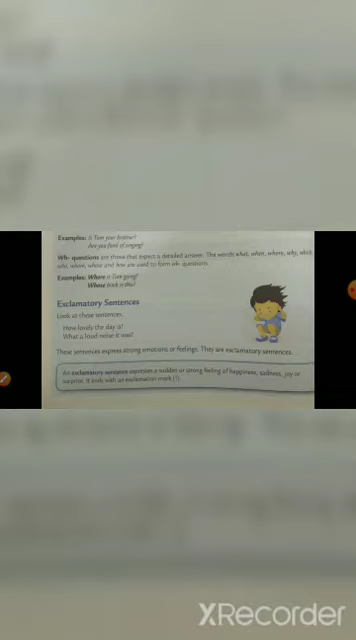 Examples: Is Tom your brother?
Are you fond of singing?
Wh- questions are those that expect a detailed answer. The words what, when, where, why, which,
who, whom, whose and how are used to form wh- questions.
Examples: Where is Tom going?
Whose book is this?
Exclamatory Sentences
Look at these sentences.
How lovely the day is!
What a loud noise it was!
These sentences express strong emotions or feelings. They are exclamatory sentences.
An exclamatory sentence expresses a sudden or strong feeling of happiness, sadness, joy or
surprise. It ends with an exclamation mark (!).
XRecorder